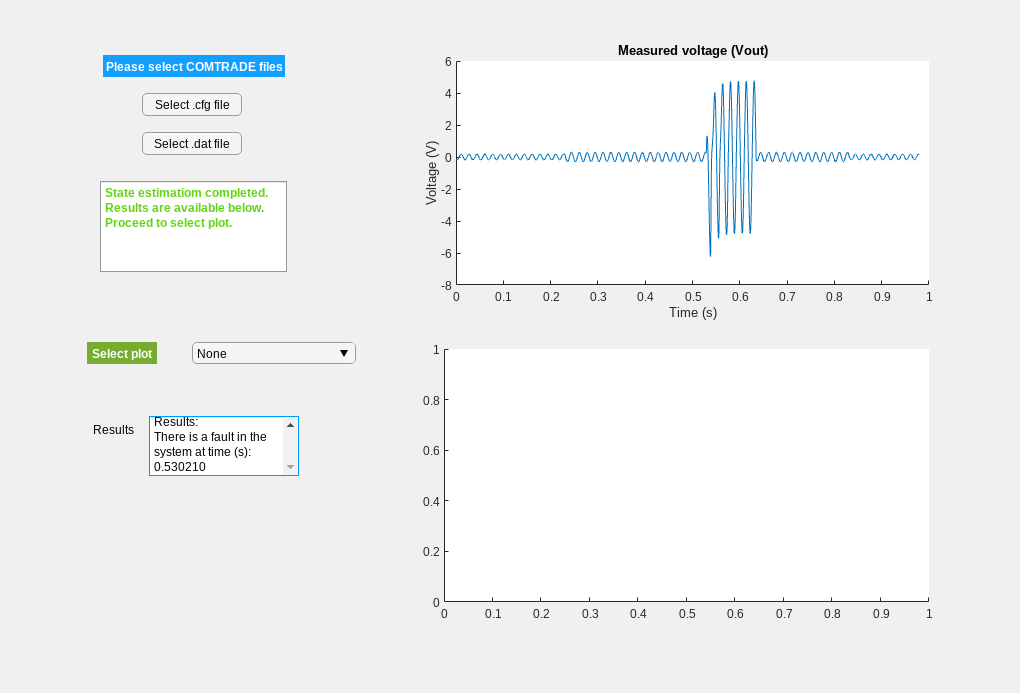 Please select COMTRADE files
Select .cfg file
Select .dat file
State estimatiom completed.
Results are available below.
Proceed to select plot.
Select plot
None
Results
Results:
There is a fault in the
system at time (s):
0.530210
Measured voltage (Vout)
6
4
2
0
-2
-4
-6
-8
Voltage (V)
0 0.1 0.2 0.3 0.4 0.5 0.6 0.7 0.8 0.9 1
Time (s)
1
0.8
0.6
0.4
0.2
0
0 0.1 0.2 0.3 0.4 0.5 0.6 0.7 0.8 0.9 1